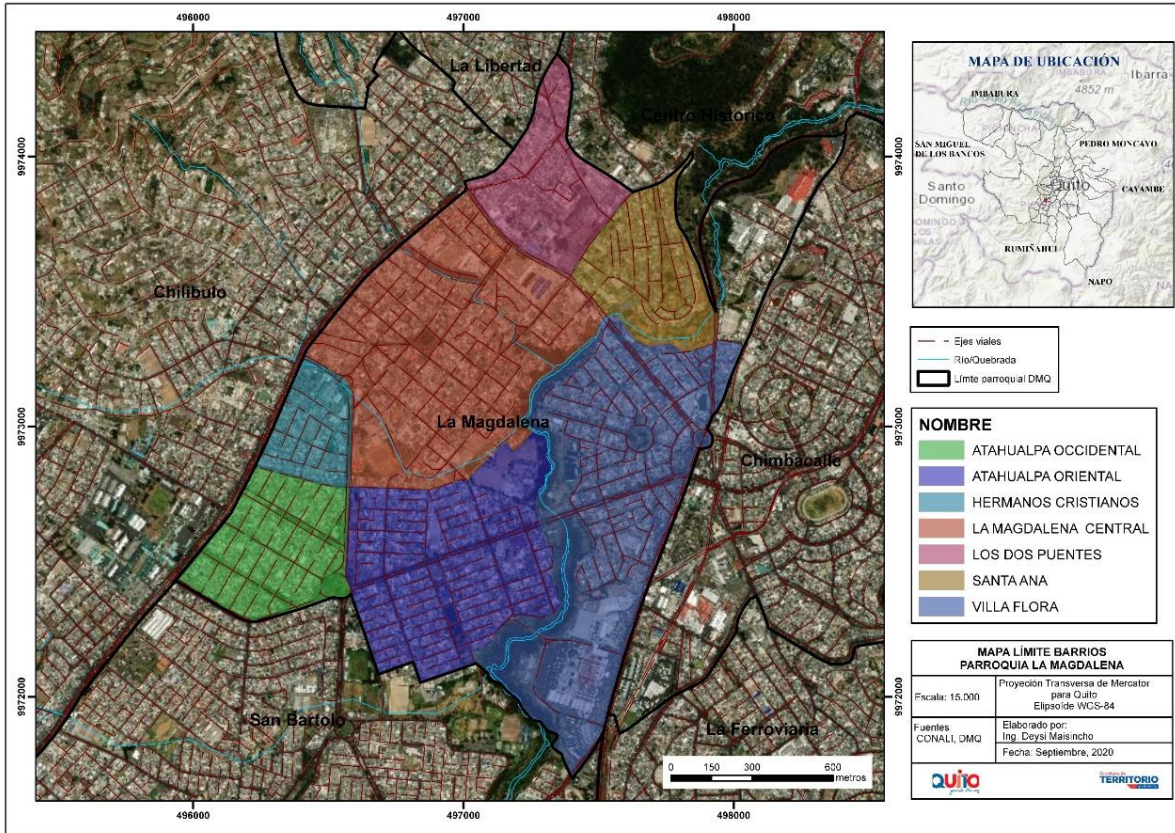 496000 497000 498000
La Libertad
Centro Historico
9974000
9974000
Chilibulo
La Magdalena
9973000
9973000
Chimbacalle
9972000
9972000
San Bartolo
La Ferroviaria
0 150 300 600
metros
496000 497000 498000
MAPA DE UBICACIÓN
IMBABURA
Ibarra
4852 m
IMBABURA
SAN MIGUEL
DE LOS BANCOS
PEDRO MONCAYO
Quito
Santo
Domingo
CAYAMBE
RUMIÑAHUI
NAPO
Ejes viales
Río/Quebrada
Límte parroquial DMQ
NOMBRE
ATAHUALPA OCCIDENTAL
ATAHUALPA ORIENTAL
HERMANOS CRISTIANOS
LA MAGDALENA CENTRAL
LOS DOS PUENTES
SANTA ANA
VILLA FLORA
MAPA LÍMITE BARRIOS
PARROQUIA LA MAGDALENA
Escala: 15.000
Proyeción Transversa de Mercator
para Quito
Elipsoide WCS-84
Fuentes
CONALI, DMQ
Elaborado por:
Ing. Deysi Maisincho
Fecha: Septiembre, 2020
QUITO
TERRITORIO